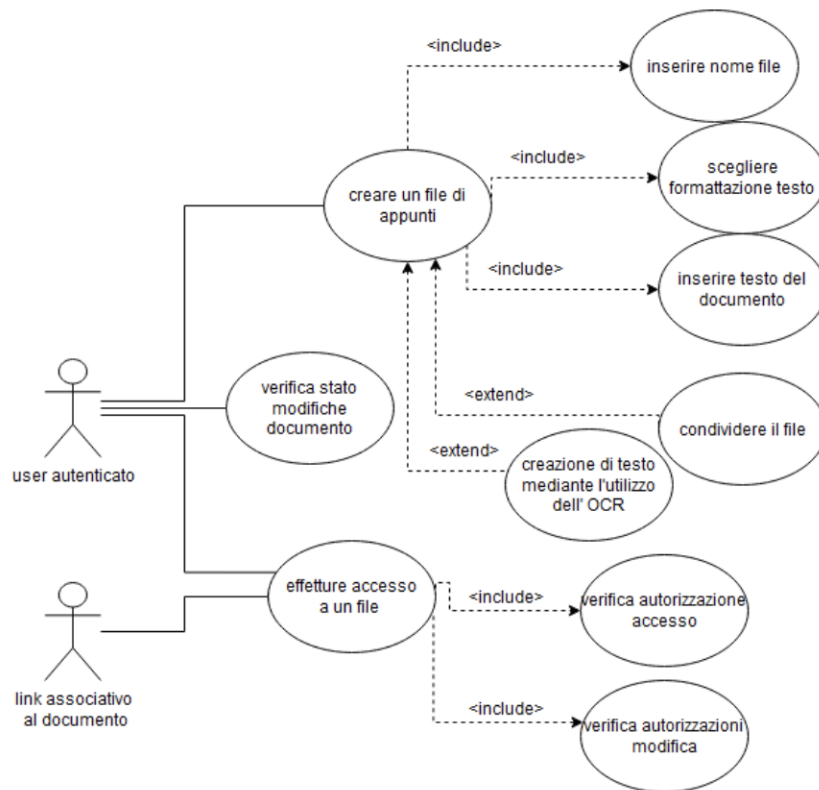 <include>
inserire nome file
<include>
scegliere
formattazione testo
creare un file di
appunti
<include>
inserire testo del
documento
verifica stato
modifiche
documento
<extend>
condividere il file
<extend>
creazione di testo
mediante l'utilizzo
dell' OCR
user autenticato
effetture accesso
a un file
<include>
verifica autorizzazione
accesso
link associativo
al documento
<include>
verifica autorizzazioni
modifica